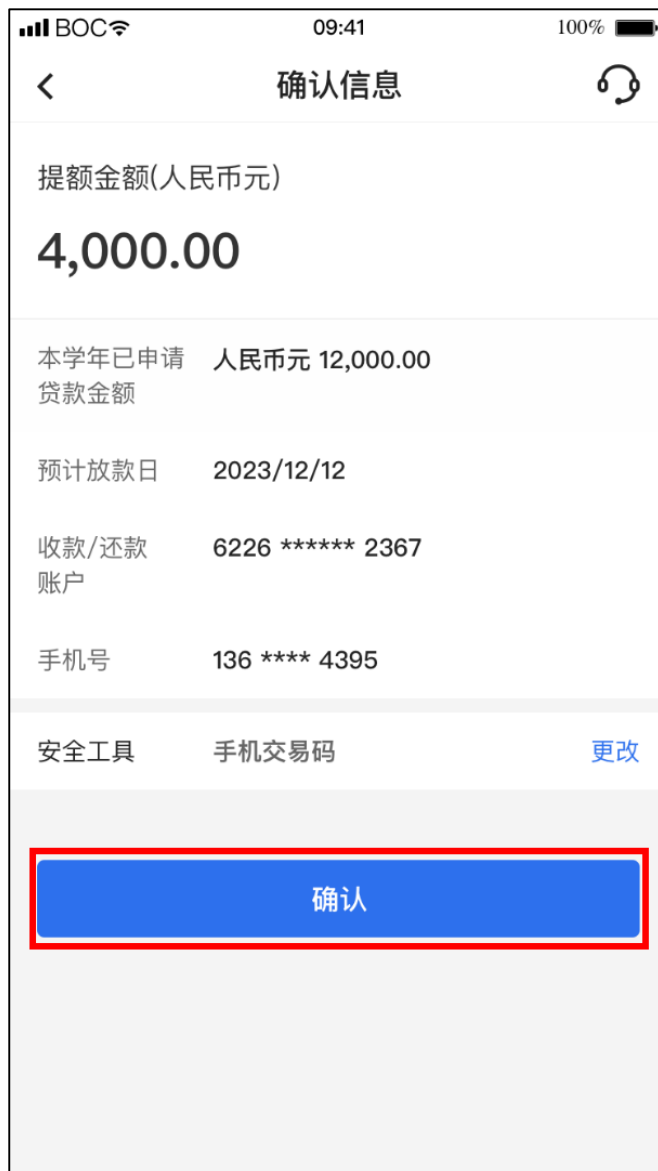 BOC 09:41 100%
确认信息
提额金额(人民币元)
4,000.00
本学年已申请 人民币元 12,000.00
贷款金额
预计放款日 2023/12/12
收款/还款 6226 ****** 2367
账户
手机号 136 **** 4395
安全工具 手机交易码 更改
确认